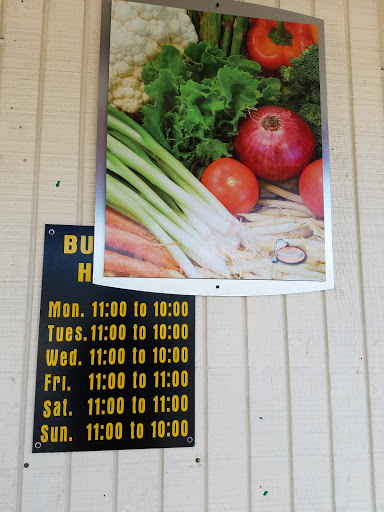 BU
H
Mon. 11:00 to 10:00
Tues. 11:00 to 10:00
Wed. 11:00 to 10:00
Fri. 11:00 to 11:00
Sat. 11:00 to 11:00
Sun. 11:00 to 10:00